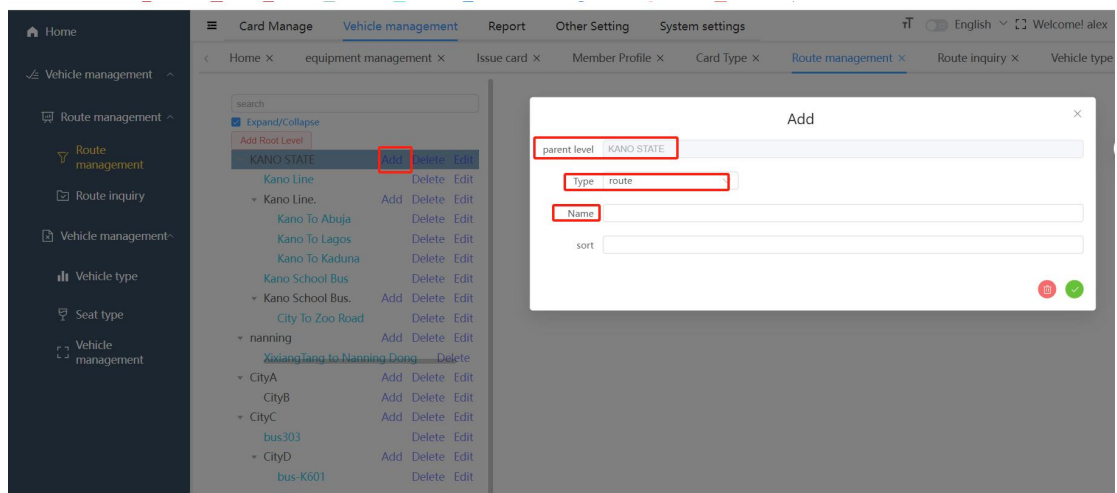 Home
Vehicle management
Route management
Route management
Route inquiry
Vehicle management
Vehicle type
Seat type
Vehicle management
Card Manage Vehicle management Report Other Setting System settings
English Welcome! alex
Home × equipment management × Issue card × Member Profile × Card Type × Route management × Route inquiry × Vehicle type
search
Expand/Collapse
Add Root Level
KANO STATE Add Delete Edit
Kano Line Delete Edit
Kano Line. Add Delete Edit
Kano To Abuja Delete Edit
Kano To Lagos Delete Edit
Kano To Kaduna Delete Edit
Kano School Bus Delete Edit
Kano School Bus. Add Delete Edit
City To Zoo Road Delete Edit
nanning Add Delete Edit
XixiangTang to Nanning Dong Delete
CityA Add Delete Edit
CityB Add Delete Edit
CityC Add Delete Edit
bus303 Delete Edit
CityD Add Delete Edit
bus-K601 Delete Edit
Add
parent level KANO STATE
Type route
Name
sort